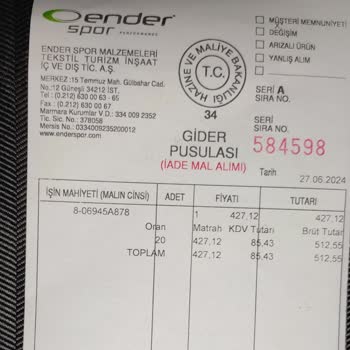 ender
spor PERFORMANCE
MÜŞTERİ MEMNUNİYETİ
DEĞİŞİM
ARIZALI ÜRÜN
YANLIŞ ALIM
ENDER SPOR MALZEMELERİ
TEKSTİL TURİZM İNŞAAT
İÇ VE DIŞ TİC. A.Ş.
MERKEZ :15 Temmuz Mah. Gülbahar Cad.
No.:12 Güneşli 34212 İST.
Tel : (0.212) 630 00 63 - 65
Fax : (0.212) 630 00 67
Marmara Kurumlar V.D.: 334 009 2352
Tic. Sic. No.: 378058
Mersis No.: 0334009235200012
www.enderspor.com
HAZİNE VE MALİYE BAKANLIĞI
T.C.
34
SERİ A
SIRA NO.
GİDER
PUSULASI
(İADE MAL ALIMI)
SERİ
SIRA NO. 584598
Tarih 27.06.2024
İŞİN MAHİYETİ (MALIN CİNSİ) ADET FİYATI TUTARI
8-06945A878 1 427.12 427.12
Oran Matrah KDV Tutarı Brüt Tutar
20 427.12 85,43 512,55
TOPLAM 427.12 85,43 512,55